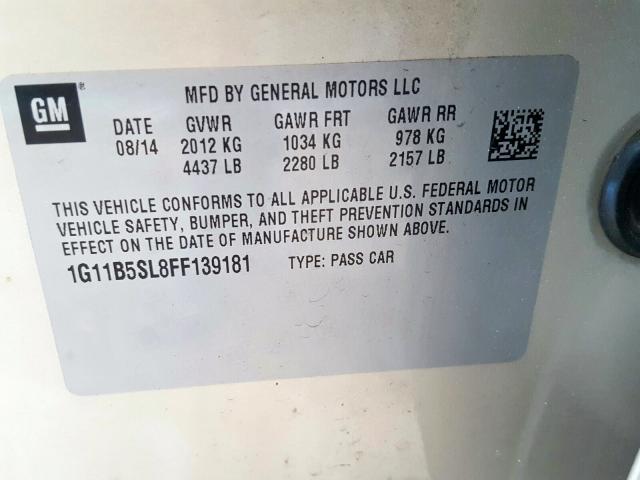 GM
MFD BY GENERAL MOTORS LLC
DATE GVWR GAWR FRT GAWR RR
08/14 2012 KG 1034 KG 978 KG
4437 LB 2280 LB 2157 LB
THIS VEHICLE CONFORMS TO ALL APPLICABLE U.S. FEDERAL MOTOR
VEHICLE SAFETY, BUMPER, AND THEFT PREVENTION STANDARDS IN
EFFECT ON THE DATE OF MANUFACTURE SHOWN ABOVE.
1G11B5SL8FF139181 TYPE: PASS CAR